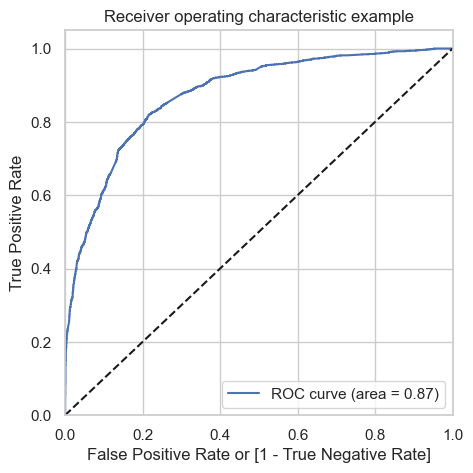 Receiver operating characteristic example
True Positive Rate
1.0
0.8
0.6
0.4
0.2
0.0
ROC curve (area = 0.87)
0.0 0.2 0.4 0.6 0.8 1.0
False Positive Rate or [1 - True Negative Rate]